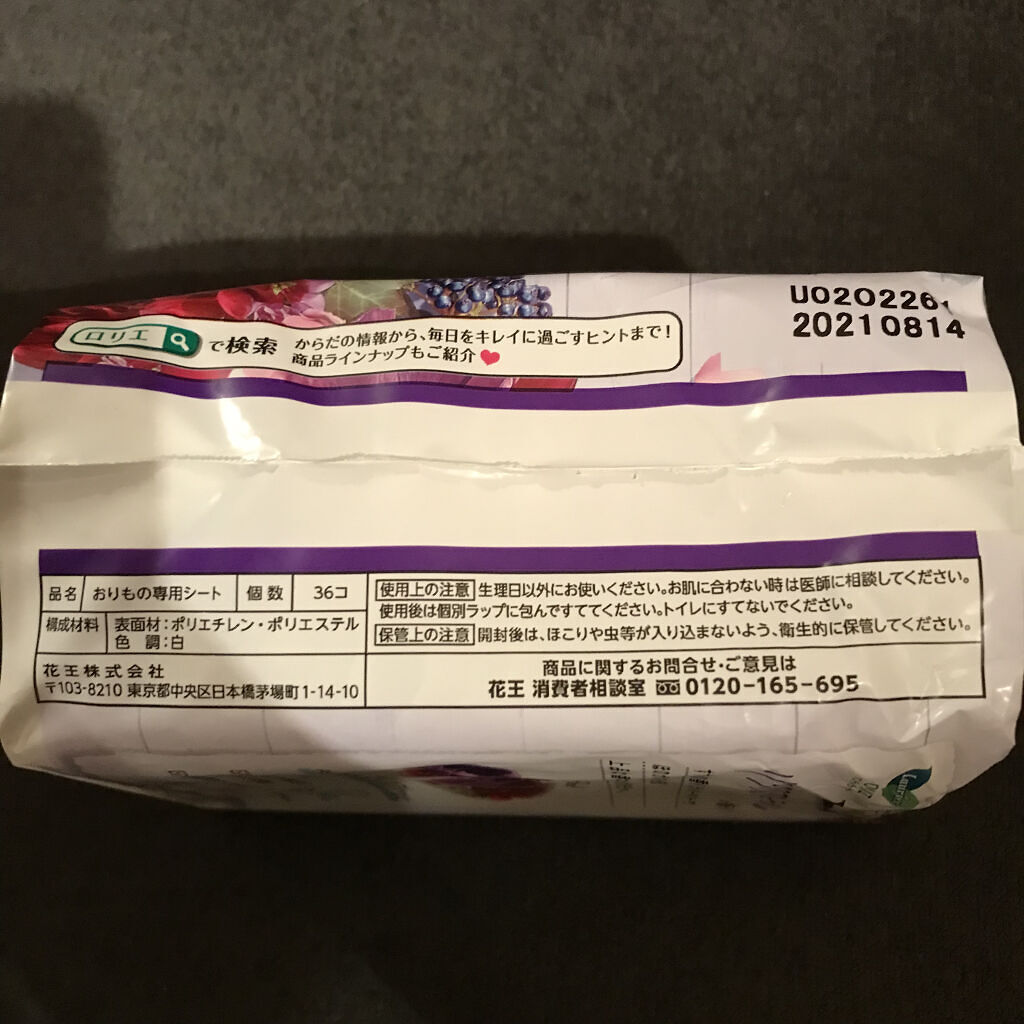 ロリエ で検索 からだの情報から、毎日をキレイに過ごすヒントまで!
商品ラインナップもご紹介♥
U020226
20210814
品名 おりもの専用シート 個数 36コ
構成材料 表面材:ポリエチレン・ポリエステル
色 調:白
花王株式会社
〒103-8210 東京都中央区日本橋茅場町1-14-10
使用上の注意 生理日以外にお使いください。お肌に合わない時は医師に相談してください。
使用後は個別ラップに包んですててください。トイレにすてないでください。
保管上の注意 開封後は、ほこりや虫等が入り込まないよう、衛生的に保管してください。
商品に関するお問合せ・ご意見は
花王 消費者相談室 0120-165-695